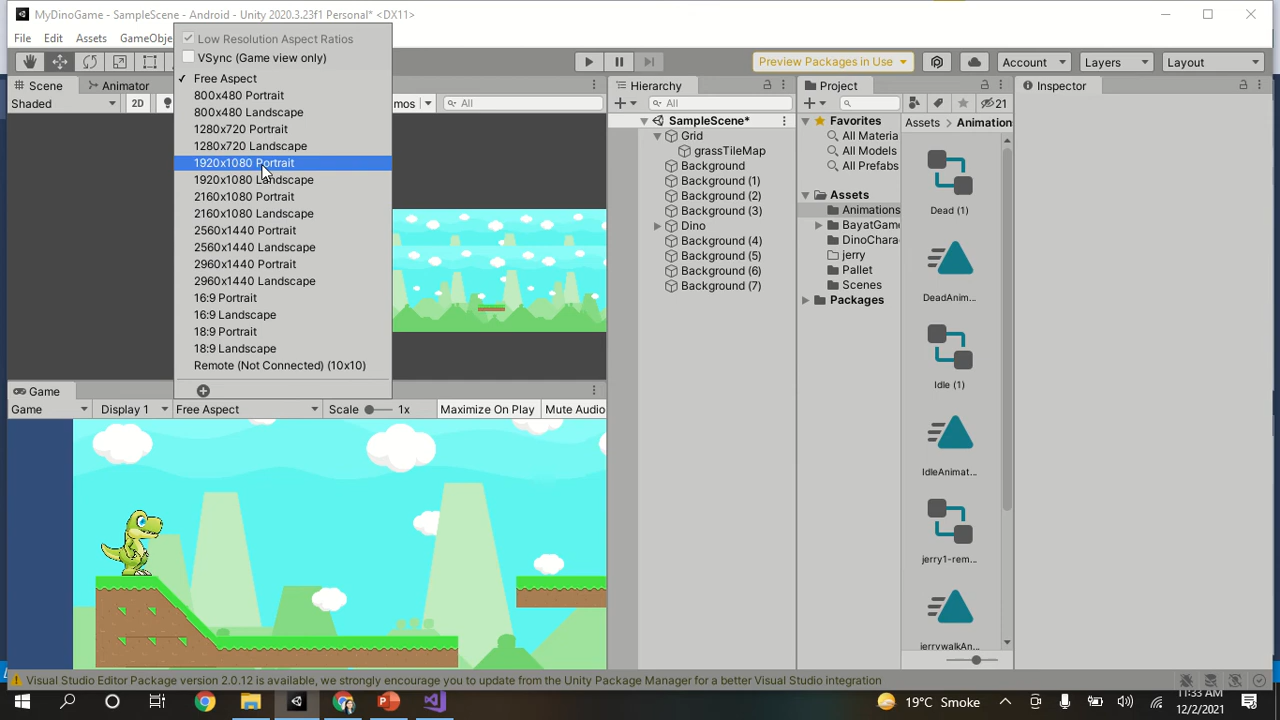 MyDinoGame - SampleScene - Android - Unity 2020.3.23f1 Personal* <DX11>
File Edit Assets GameObje
Low Resolution Aspect Ratios
VSync (Game view only)
Free Aspect
800x480 Portrait
800x480 Landscape
1280x720 Portrait
1280x720 Landscape
1920x1080 Portrait
1920x1080 Landscape
2160x1080 Portrait
2160x1080 Landscape
2560x1440 Portrait
2560x1440 Landscape
2960x1440 Portrait
2960x1440 Landscape
16:9 Portrait
16:9 Landscape
18:9 Portrait
18:9 Landscape
Remote (Not Connected) (10x10)
Preview Packages in Use
Account
Layers
Layout
Scene
Animator
Shaded
2D
mos
All
Game
Game Display 1 Free Aspect Scale 1x Maximize On Play Mute Audio
Hierarchy
All
SampleScene*
Grid
grassTileMap
Background
Background (1)
Background (2)
Background (3)
Dino
Background (4)
Background (5)
Background (6)
Background (7)
Project
21
Favorites
All Materia
All Models
All Prefabs
Assets
Animations
BayatGame
DinoChara
jerry
Pallet
Scenes
Packages
Assets Animation
Dead (1)
DeadAnim...
Idle (1)
IdleAnimat...
jerry1-rem...
jerrywalkAn...
Inspector
Visual Studio Editor Package version 2.0.12 is available, we strongly encourage you to update from the Unity Package Manager for a better Visual Studio integration
19°C Smoke
11:33 AM
12/2/2021